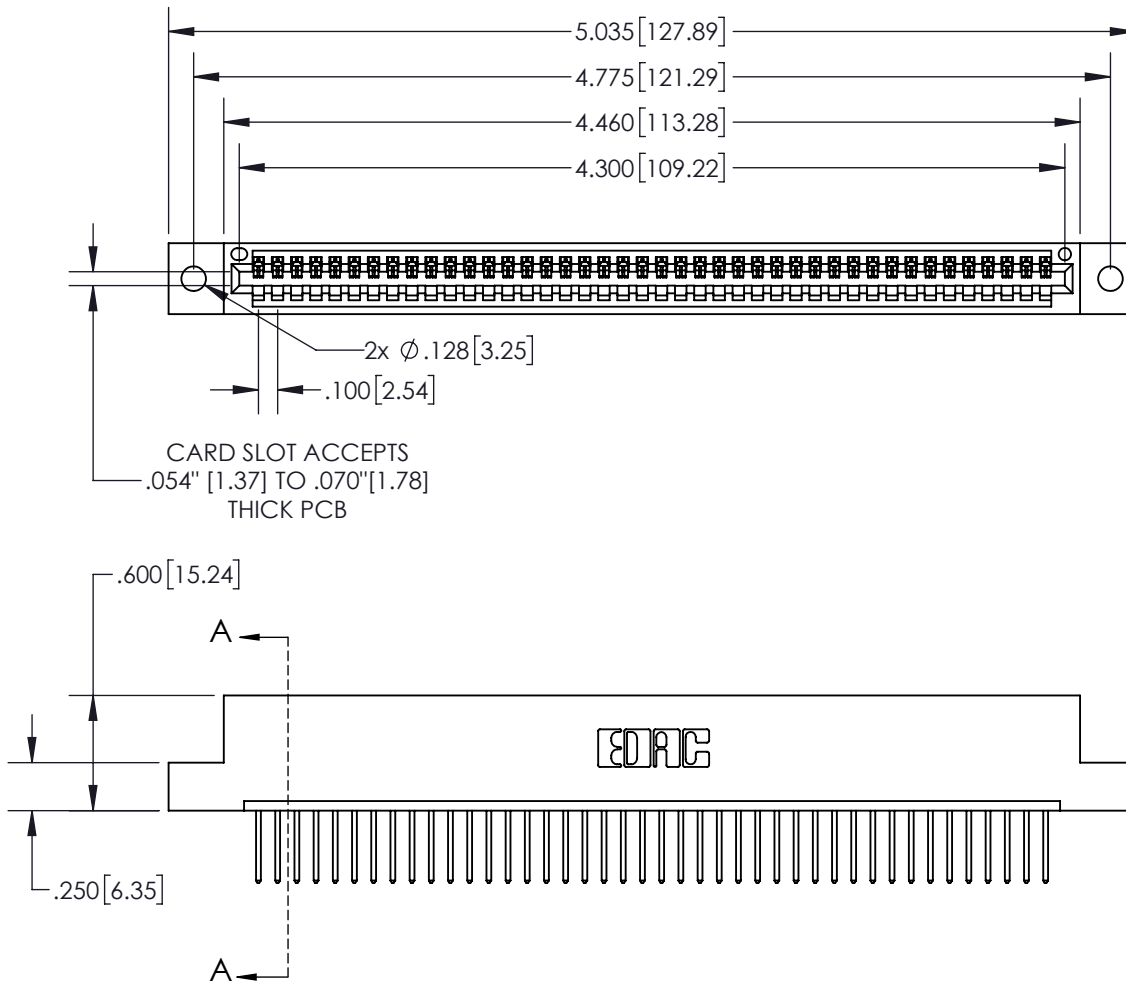 5.035[127.89]
4.775[121.29]
4.460[113.28]
4.300[109.22]
2x ∅.128[3.25]
.100[2.54]
CARD SLOT ACCEPTS
.054" [1.37] TO .070"[1.78]
THICK PCB
.600[15.24]
A
EDAC
.250[6.35]
A